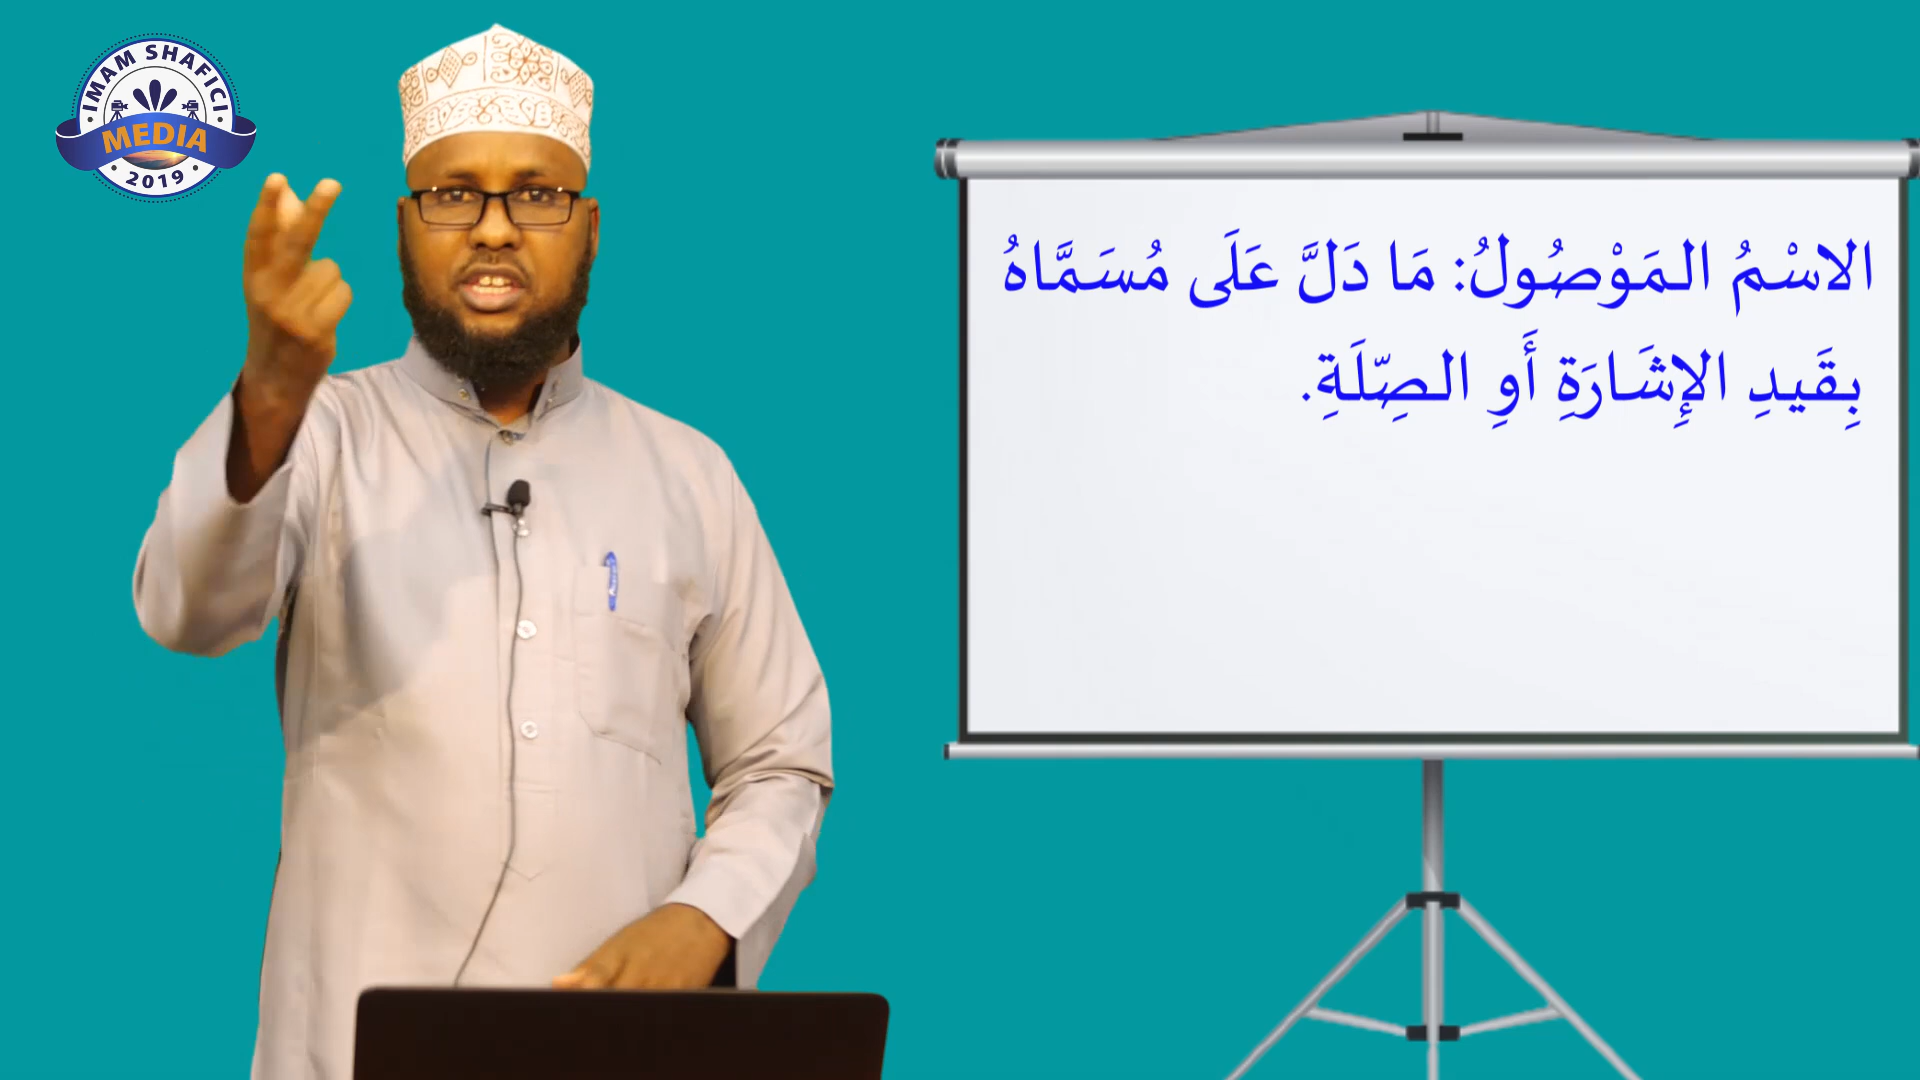 IMAM SHAFICI
MEDIA
2019
الاسْمُ المَوْصُولُ: مَا دَلَّ عَلَى مُسَمَّاهُ
بِقَيدِ الإِشَارَةِ أَوِ الصِّلَةِ.